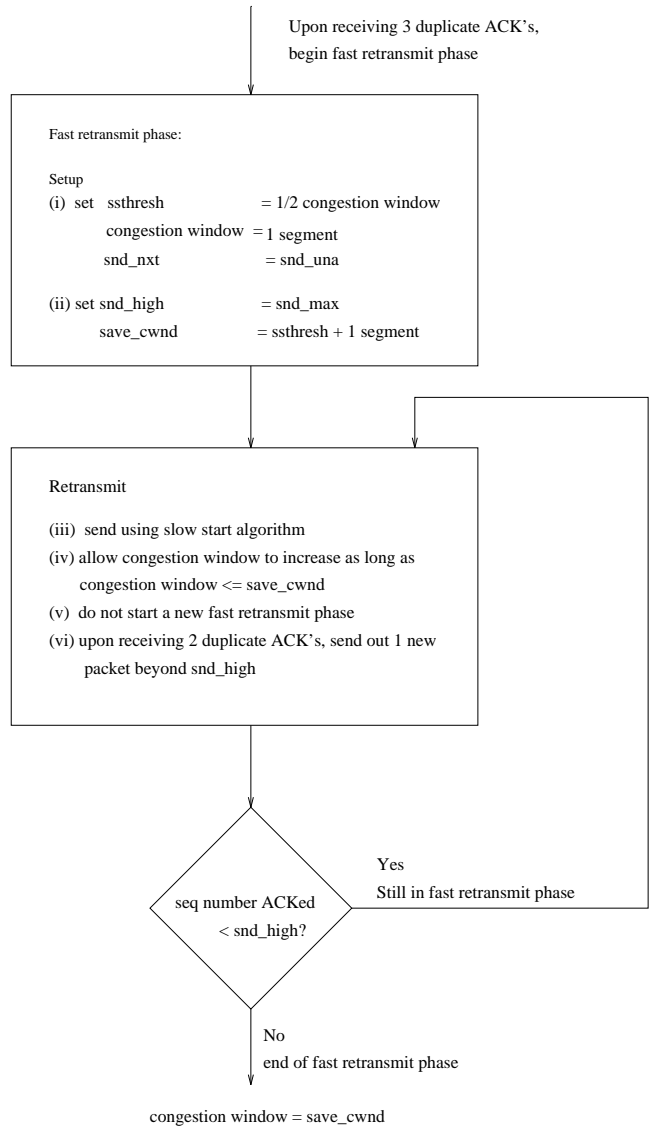 Upon receiving 3 duplicate ACK's,
begin fast retransmit phase
Fast retransmit phase:
Setup
(i) set ssthresh = 1/2 congestion window
congestion window = 1 segment
snd_nxt = snd_una
(ii) set snd_high = snd_max
save_cwnd = ssthresh + 1 segment
Retransmit
(iii) send using slow start algorithm
(iv) allow congestion window to increase as long as
congestion window <= save_cwnd
(v) do not start a new fast retransmit phase
(vi) upon receiving 2 duplicate ACK's, send out 1 new
packet beyond snd_high
Yes
Still in fast retransmit phase
seq number ACKed
< snd_high?
No
end of fast retransmit phase
congestion window = save_cwnd